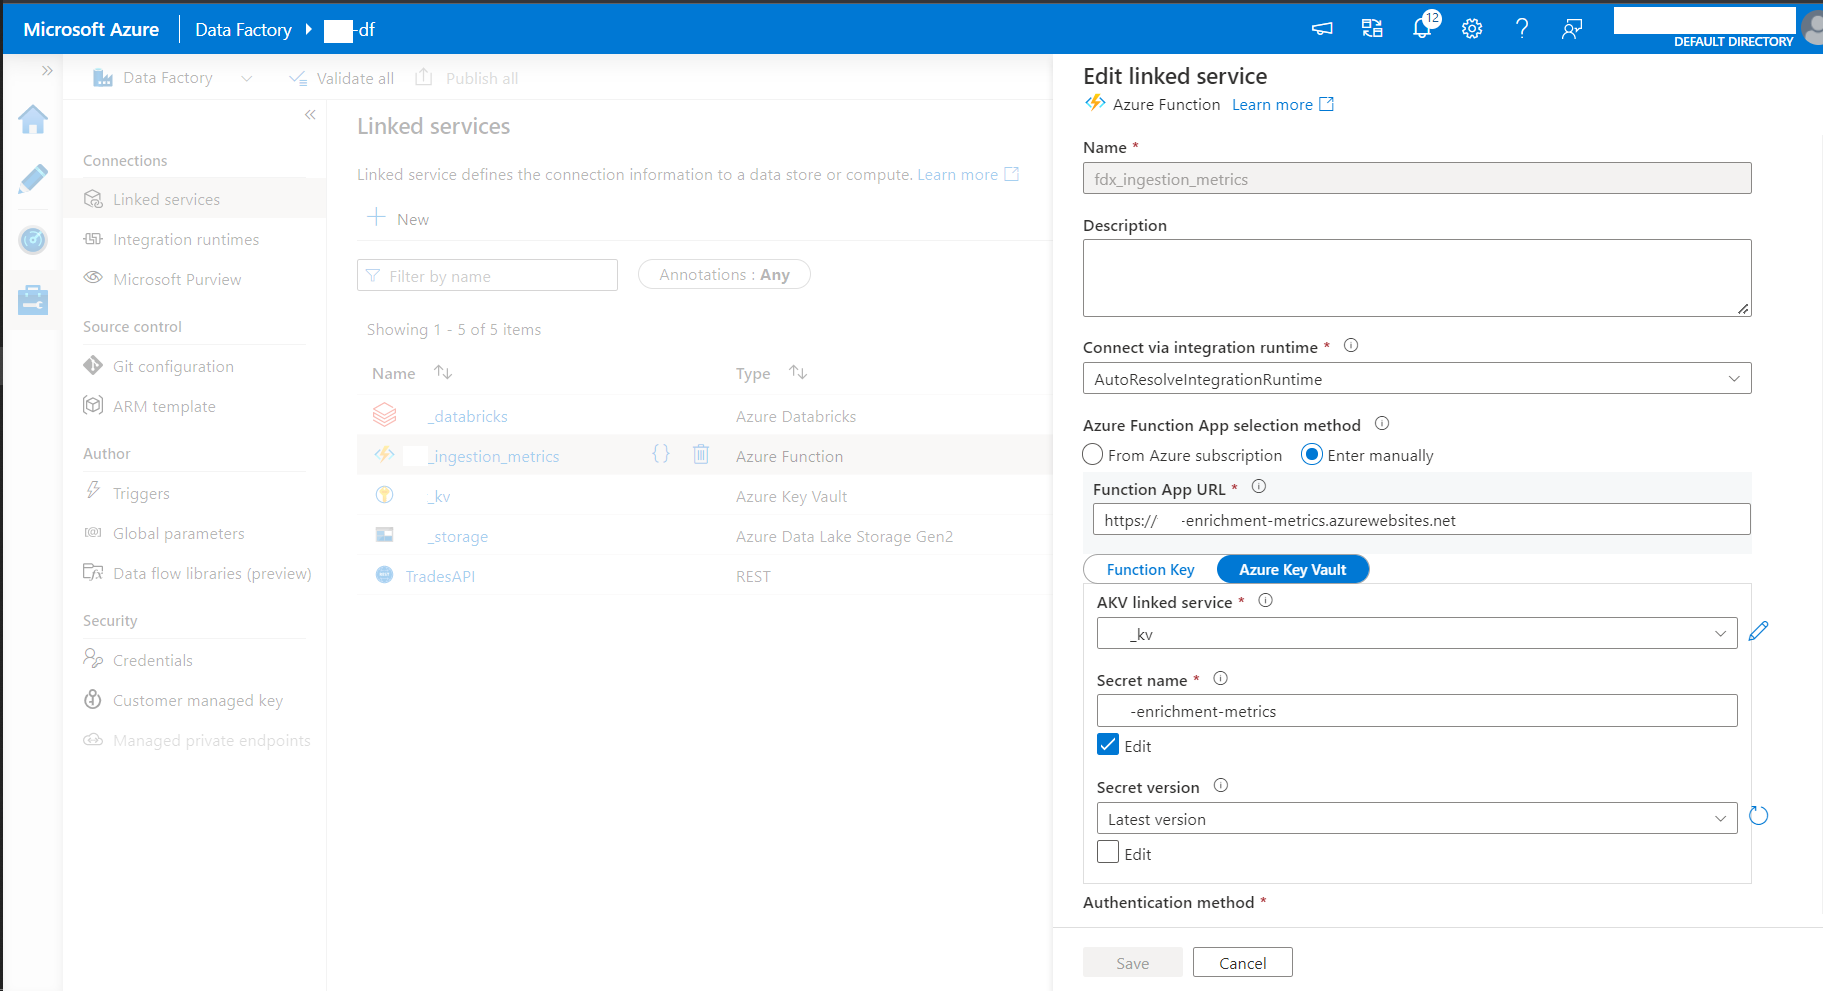 Microsoft Azure
Data Factory
-df
12
DEFAULT DIRECTORY
Data Factory
Validate all
Publish all
Connections
Linked services
Integration runtimes
Microsoft Purview
Source control
Git configuration
ARM template
Author
Triggers
Global parameters
Data flow libraries (preview)
Security
Credentials
Customer managed key
Managed private endpoints
Linked services
Linked service defines the connection information to a data store or compute. Learn more
New
Filter by name
Annotations : Any
Showing 1 - 5 of 5 items
Name Type
_databricks Azure Databricks
_ingestion_metrics {} Azure Function
_kv Azure Key Vault
_storage Azure Data Lake Storage Gen2
TradesAPI REST
Edit linked service
Azure Function Learn more
Name *
fdx_ingestion_metrics
Description
Connect via integration runtime *
AutoResolveIntegrationRuntime
Azure Function App selection method
From Azure subscription Enter manually
Function App URL *
https:// -enrichment-metrics.azurewebsites.net
Function Key Azure Key Vault
AKV linked service *
_kv
Secret name *
-enrichment-metrics
Edit
Secret version
Latest version
Edit
Authentication method *
Save Cancel